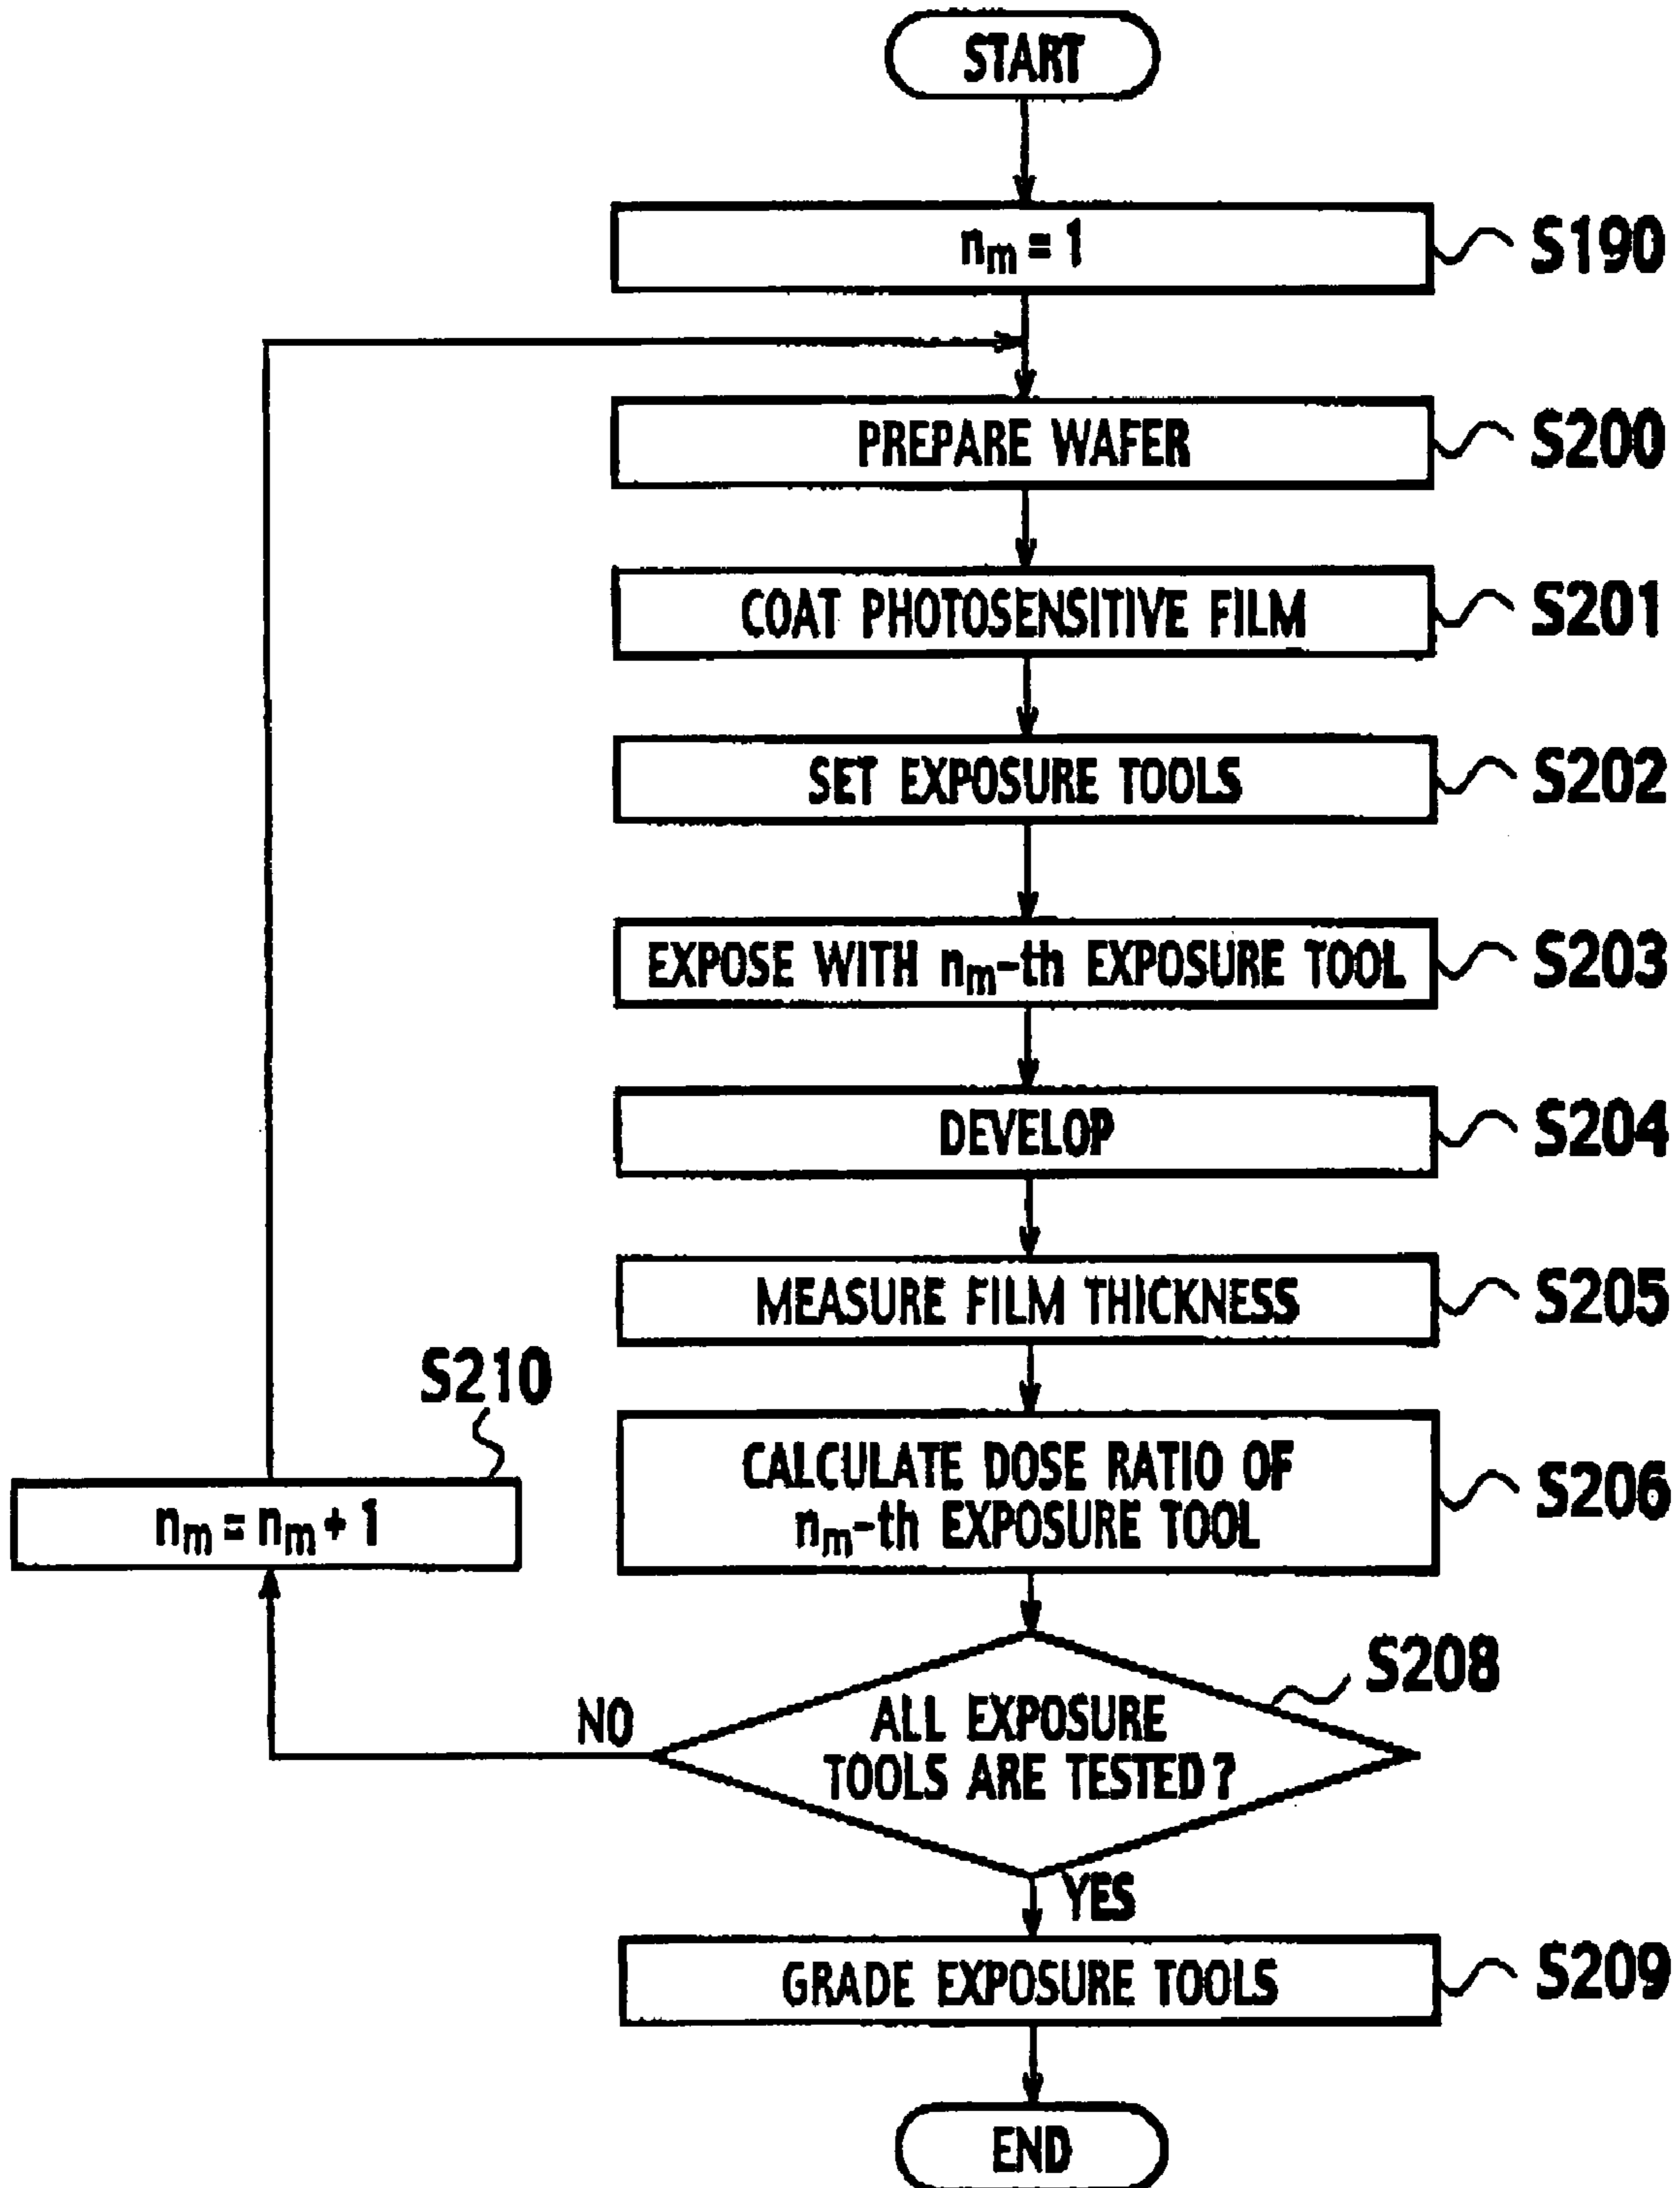 START
nm = 1
S190
PREPARE WAFER
S200
COAT PHOTOSENSITIVE FILM
S201
SET EXPOSURE TOOLS
S202
EXPOSE WITH nm-th EXPOSURE TOOL
S203
DEVELOP
S204
MEASURE FILM THICKNESS
S205
CALCULATE DOSE RATIO OF
nm-th EXPOSURE TOOL
S206
S210
nm = nm + 1
ALL EXPOSURE
TOOLS ARE TESTED?
S208
NO
YES
GRADE EXPOSURE TOOLS
S209
END